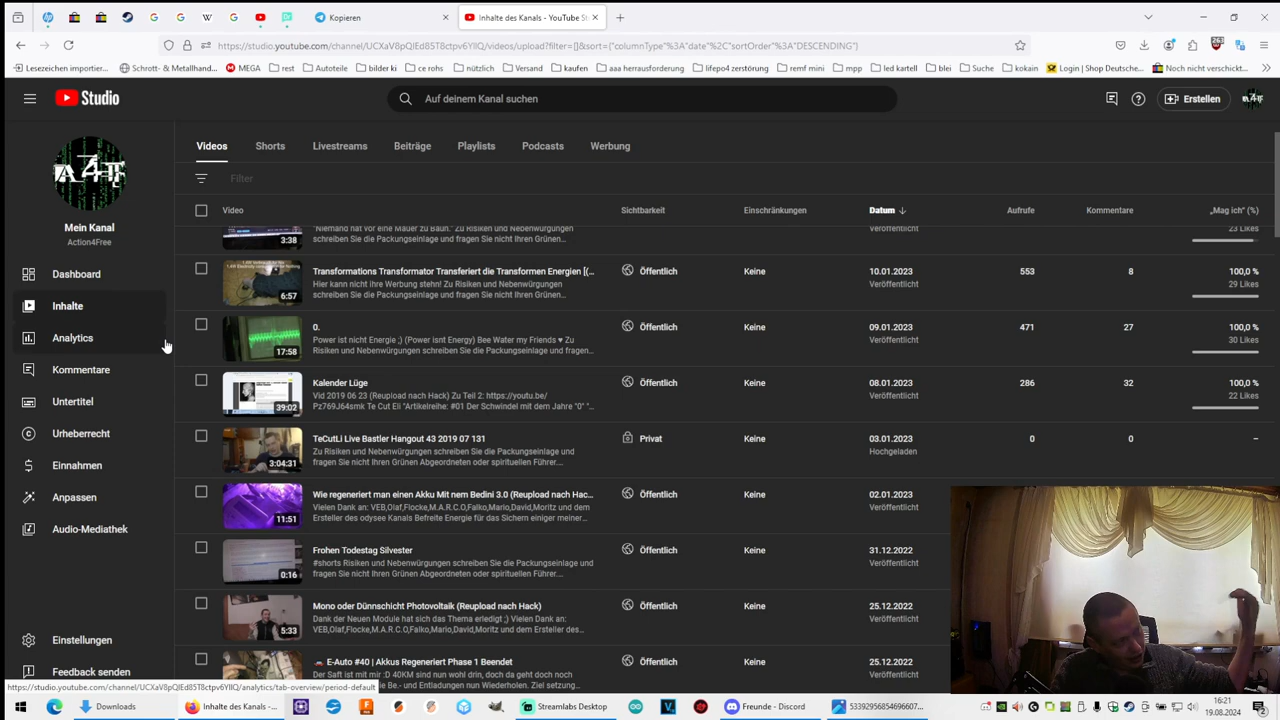 Kopieren
Inhalte des Kanals - YouTube St
https://studio.youtube.com/channel/UCXaV8pQIEd85T8ctpv6YIIQ/videos/upload?filter=[]&sort={"columnType"%3A"date"%2C"sortOrder"%3A"DESCENDING"}
263
Lesezeichen importier...
Schrott- & Metallhand...
MEGA
rest
Autoteile
bilder ki
ce rohs
nützlich
Versand
kaufen
aaa herrausforderung
lifepo4 zerstörung
remf mini
mpp
led kartell
blei
Suche
kokain
Login | Shop Deutsche...
Noch nicht verschickt...
Studio
Auf deinem Kanal suchen
Erstellen
A4F
Mein Kanal
Action4Free
Dashboard
Inhalte
Analytics
Kommentare
Untertitel
Urheberrecht
Einnahmen
Anpassen
Audio-Mediathek
Einstellungen
Feedback senden
Videos
Shorts
Livestreams
Beiträge
Playlists
Podcasts
Werbung
Filter
Video
Sichtbarkeit
Einschränkungen
Datum
Aufrufe
Kommentare
„Mag ich“ (%)
3:38
"Niemand hat vor eine Mauer zu Baun." Zu Risiken und Nebenwürgungen
schreiben Sie die Packungseinlage und fragen Sie nicht Ihren Grünen
Veröffentlicht
23 Likes
6:57
Transformations Transformator Transferiert die Transformen Energien [(...
Hier kann nicht ihre Werbung stehn! Zu Risiken und Nebenwürgungen
schreiben Sie die Packungseinlage und fragen Sie nicht Ihren Grünen...
Öffentlich
Keine
10.01.2023
Veröffentlicht
553
8
100,0 %
29 Likes
17:58
0.
Power ist nicht Energie ;) (Power isnt Energy) Bee Water my Friends ♥ Zu
Risiken und Nebenwürgungen schreiben Sie die Packungseinlage und fragen...
Öffentlich
Keine
09.01.2023
Veröffentlicht
471
27
100,0 %
30 Likes
39:02
Kalender Lüge
Vid 2019 06 23 (Reupload nach Hack) Zu Teil 2: https://youtu.be/
Pz769J64smk Te Cut Eli "Artikelreihe: #01 Der Schwindel mit dem Jahre "0" "...
Öffentlich
Keine
08.01.2023
Veröffentlicht
286
32
100,0 %
22 Likes
3:04:31
TeCutLi Live Bastler Hangout 43 2019 07 131
Zu Risiken und Nebenwürgungen schreiben Sie die Packungseinlage und
fragen Sie nicht Ihren Grünen Abgeordneten oder spirituellen Führer....
Privat
Keine
03.01.2023
Hochgeladen
0
0
–
11:51
Wie regeneriert man einen Akku Mit nem Bedini 3.0 (Reupload nach Hac...
Vielen Dank an: VEB,Olaf,Flocke,M.A.R.C.O,Falko,Mario,David,Moritz und dem
Ersteller des odysee Kanals Befreite Energie für das Sichern einiger meiner...
Öffentlich
Keine
02.01.2023
Veröffentlicht
0:16
Frohen Todestag Silvester
#shorts Risiken und Nebenwürgungen schreiben Sie die Packungseinlage und
fragen Sie nicht Ihren Grünen Abgeordneten oder spirituellen Führer....
Öffentlich
Keine
31.12.2022
Veröffentlicht
5:33
Mono oder Dünnschicht Photovoltaik (Reupload nach Hack)
Dank der Neuen Module hat sich das Thema erledigt ;) Vielen Dank an:
VEB,Olaf,Flocke,M.A.R.C.O,Falko,Mario,David,Moritz und dem Ersteller des...
Öffentlich
Keine
25.12.2022
Veröffentlicht
E-Auto #40 | Akkus Regeneriert Phase 1 Beendet
Der Saft ist mit mir :D 40KM sind nun wohl drin, doch da geht doch noch
Be.- und Entladungen nun Wiederholen. Ziel setzung...
Öffentlich
Keine
25.12.2022
Veröffentlicht
https://studio.youtube.com/channel/UCXaV8pQIEd85T8ctpv6YIIQ/analytics/tab-overview/period-default
Downloads
Inhalte des Kanals -...
Streamlabs Desktop
Freunde - Discord
53392956854696607...
16:21
19.08.2024